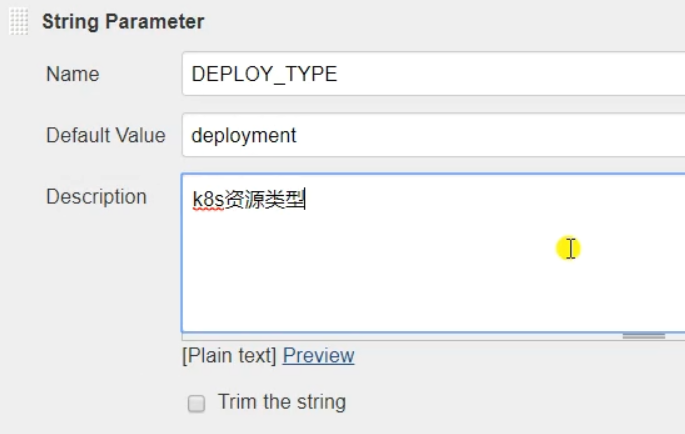 String Parameter
Name
DEPLOY_TYPE
Default Value
deployment
Description
k8s资源类型
[Plain text] Preview
Trim the string